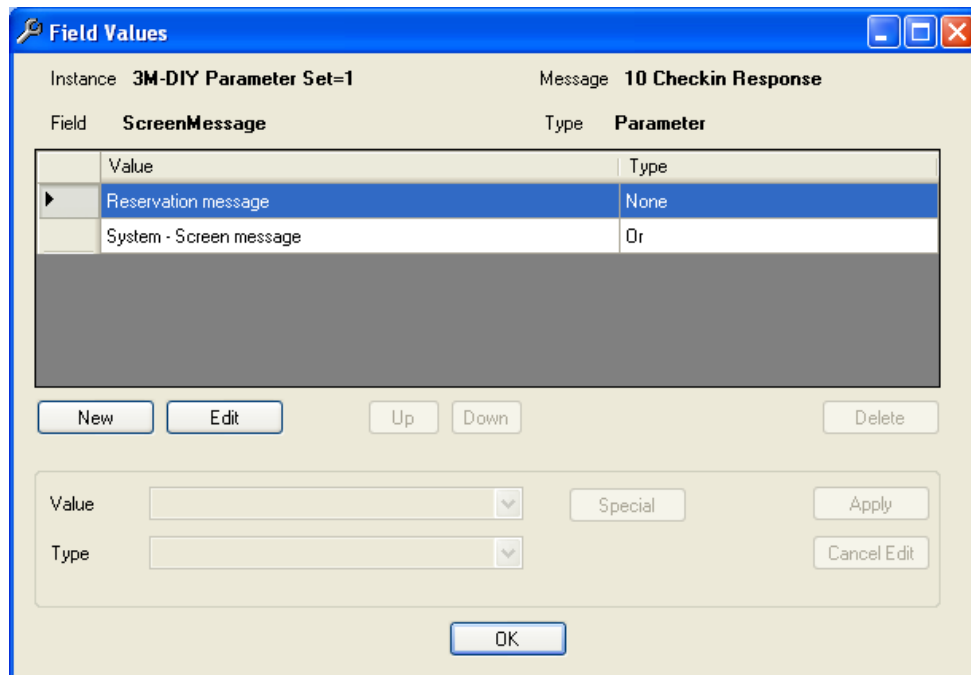 Field Values
Instance 3M-DIY Parameter Set=1 Message 10 Checkin Response
Field ScreenMessage Type Parameter
Value Type
Reservation message None
System - Screen message Or
New Edit Up Down Delete
Value Special Apply
Type Cancel Edit
OK